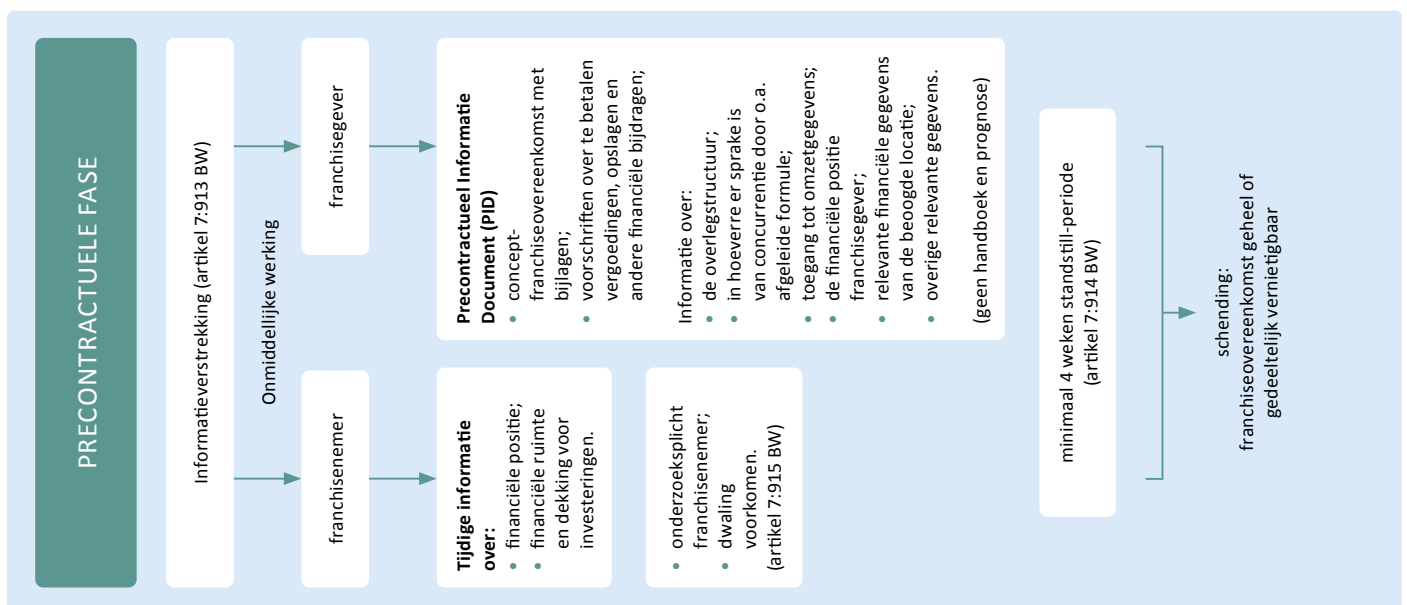 PRECONTRACTUELE FASE
Informatieverstrekking (artikel 7:913 BW)
Onmiddellijke werking
franchisenemer
franchisegever
Tijdige informatie
over:
• financiële positie;
• financiële ruimte
en dekking voor
investeringen.
• onderzoeksplicht
franchisenemer;
• dwaling
voorkomen.
(artikel 7:915 BW)
Precontractueel Informatie
Document (PID)
• concept-
franchiseovereenkomst met
bijlagen;
• voorschriften over te betalen
vergoedingen, opslagen en
andere financiële bijdragen;
Informatie over:
• de overlegstructuur;
• in hoeverre er sprake is
van concurrentie door o.a.
afgeleide formule;
• toegang tot omzetgegevens;
• de financiële positie
franchisegever;
• relevante financiële gegevens
van de beoogde locatie;
• overige relevante gegevens.
(geen handboek en prognose)
minimaal 4 weken standstill-periode
(artikel 7:914 BW)
schending:
franchiseovereenkomst geheel of
gedeeltelijk vernietigbaar